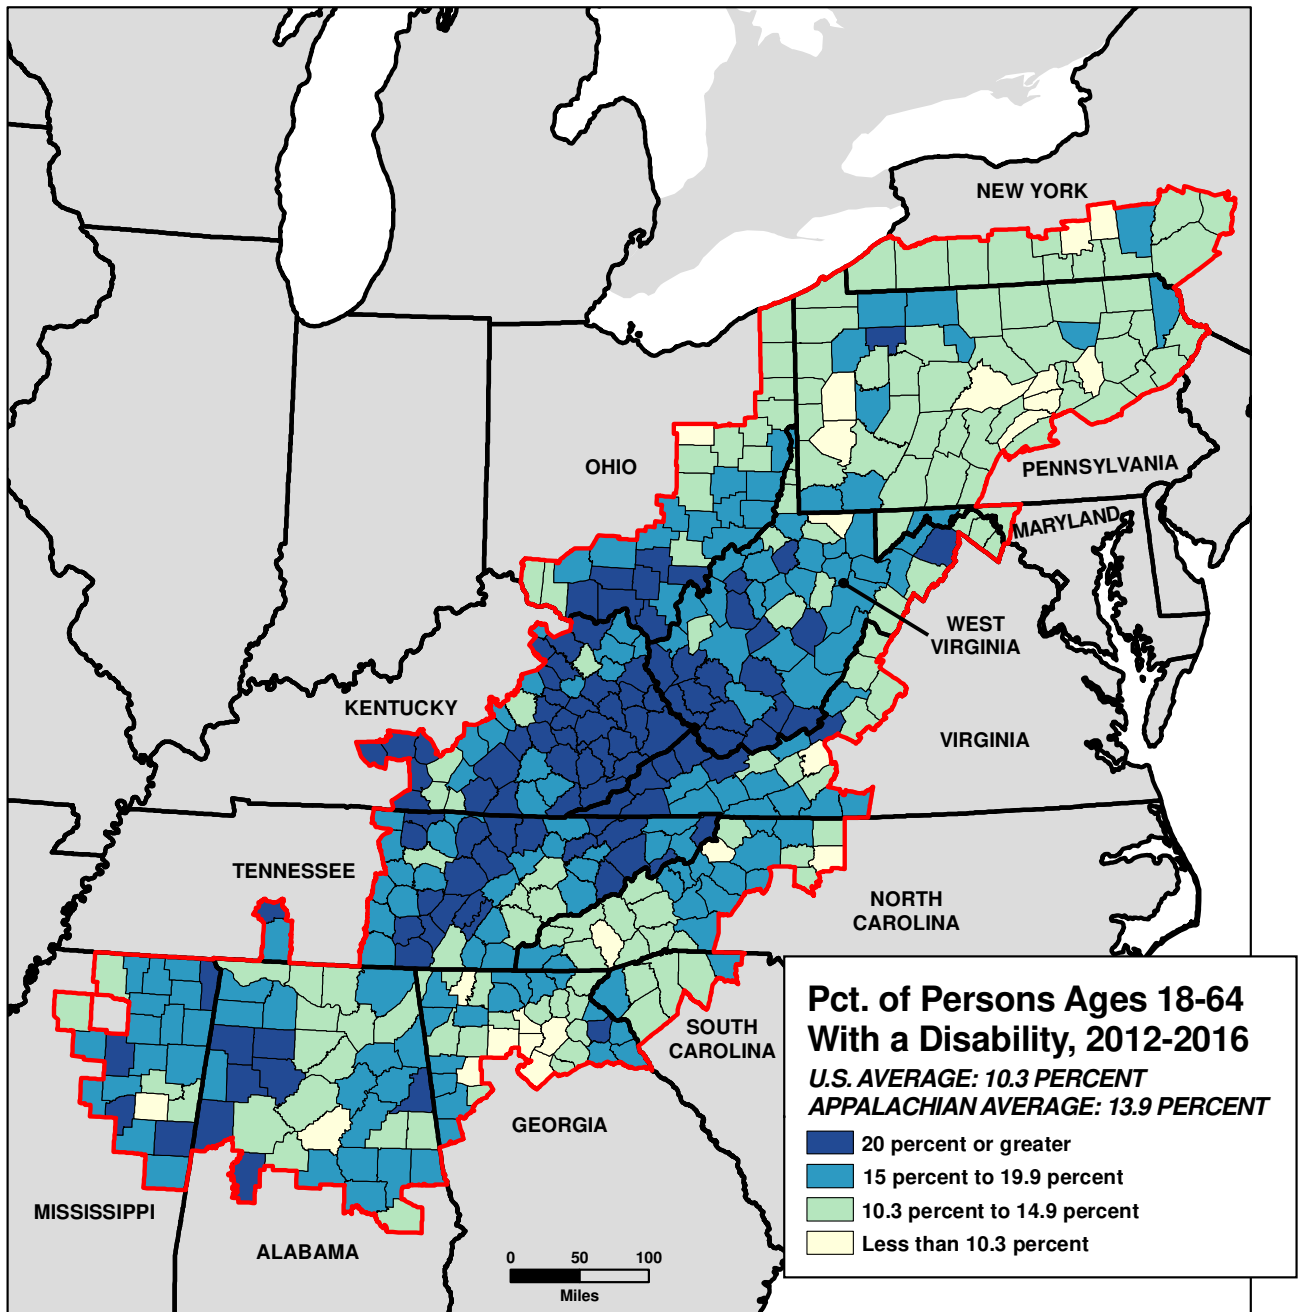 NEW YORK
OHIO
PENNSYLVANIA
MARYLAND
WEST
VIRGINIA
KENTUCKY
VIRGINIA
TENNESSEE
NORTH
CAROLINA
SOUTH
CAROLINA
GEORGIA
MISSISSIPPI
ALABAMA
0 50 100
Miles
Pct. of Persons Ages 18-64
With a Disability, 2012-2016
U.S. AVERAGE: 10.3 PERCENT
APPALACHIAN AVERAGE: 13.9 PERCENT
20 percent or greater
15 percent to 19.9 percent
10.3 percent to 14.9 percent
Less than 10.3 percent